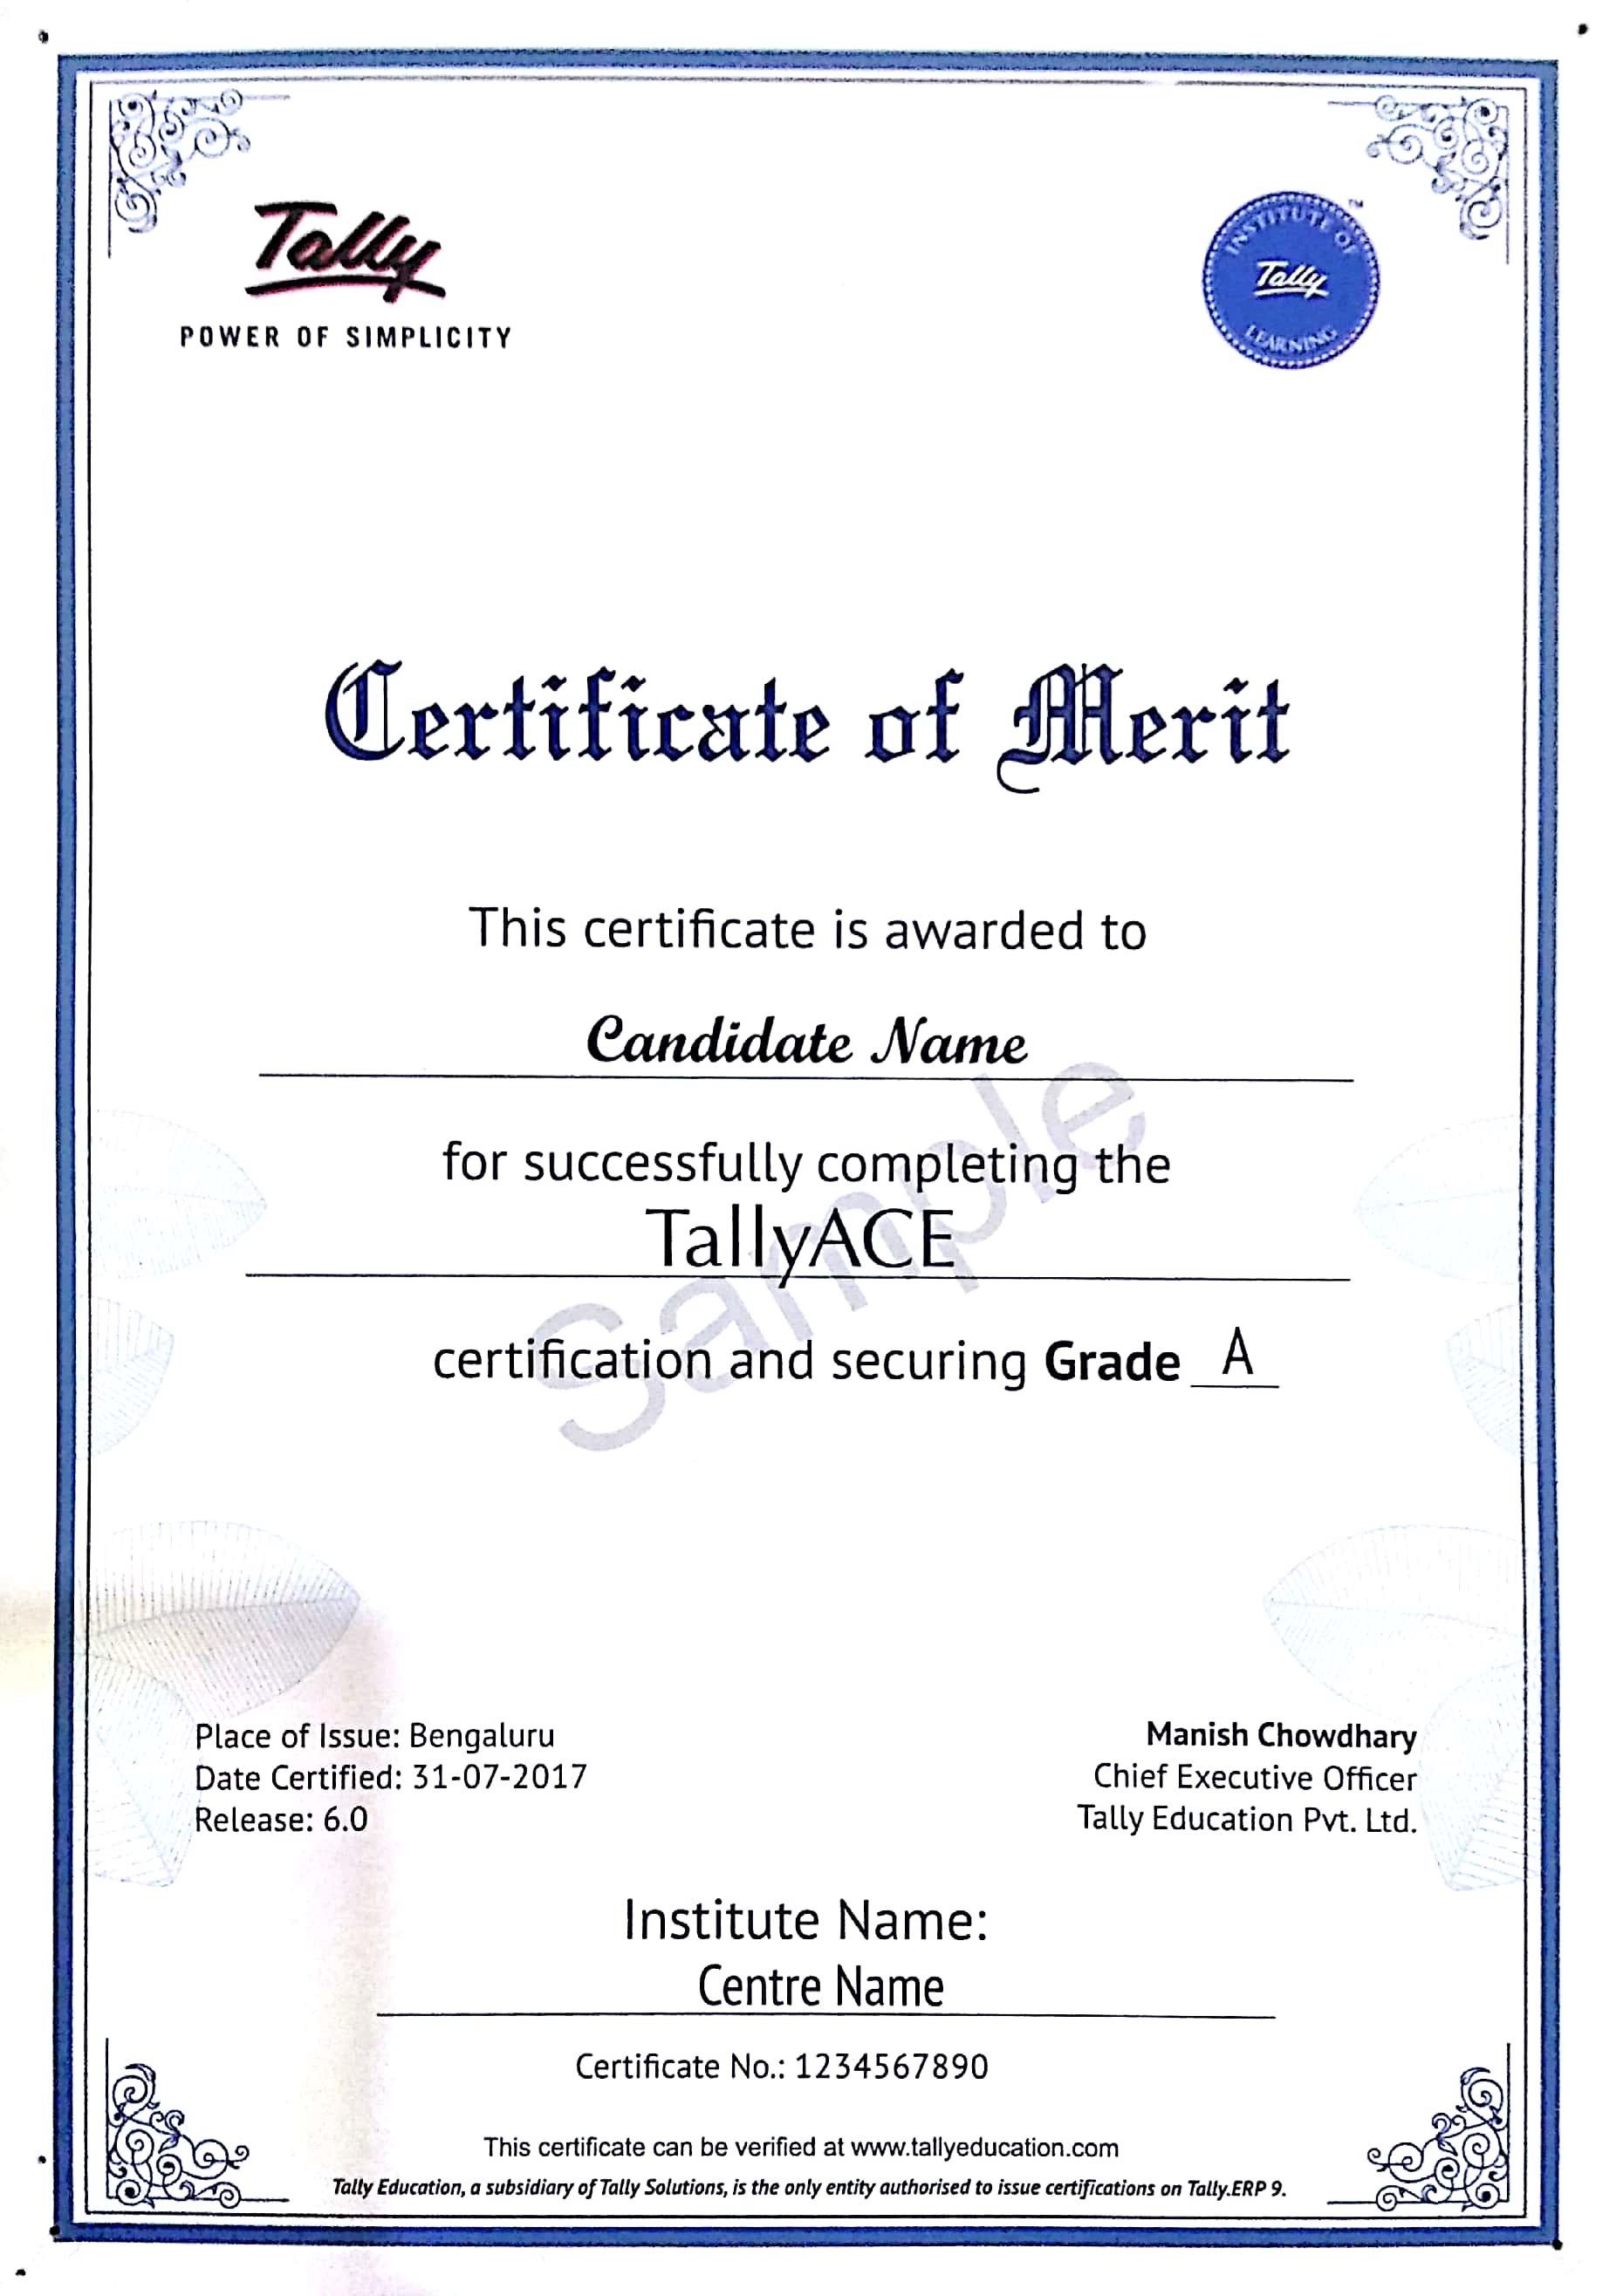 Tally
POWER OF SIMPLICITY
INSTITUTE OF
Tally
LEARNING
TM
Certificate of Merit
This certificate is awarded to
Candidate Name
for successfully completing the
TallyACE
certification and securing Grade A
Sample
Place of Issue: Bengaluru
Date Certified: 31-07-2017
Release: 6.0
Manish Chowdhary
Chief Executive Officer
Tally Education Pvt. Ltd.
Institute Name:
Centre Name
Certificate No.: 1234567890
This certificate can be verified at www.tallyeducation.com
Tally Education, a subsidiary of Tally Solutions, is the only entity authorised to issue certifications on Tally.ERP 9.